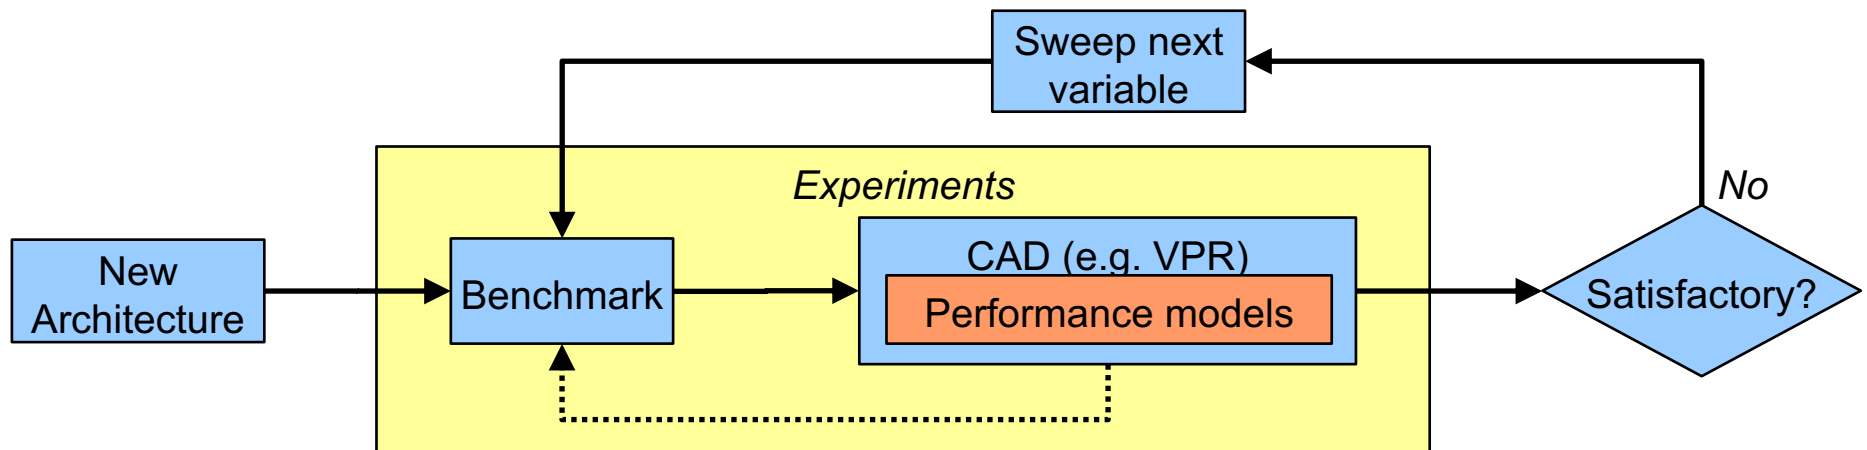 Sweep next
variable
Experiments
No
New
Architecture
Benchmark
CAD (e.g. VPR)
Performance models
Satisfactory?